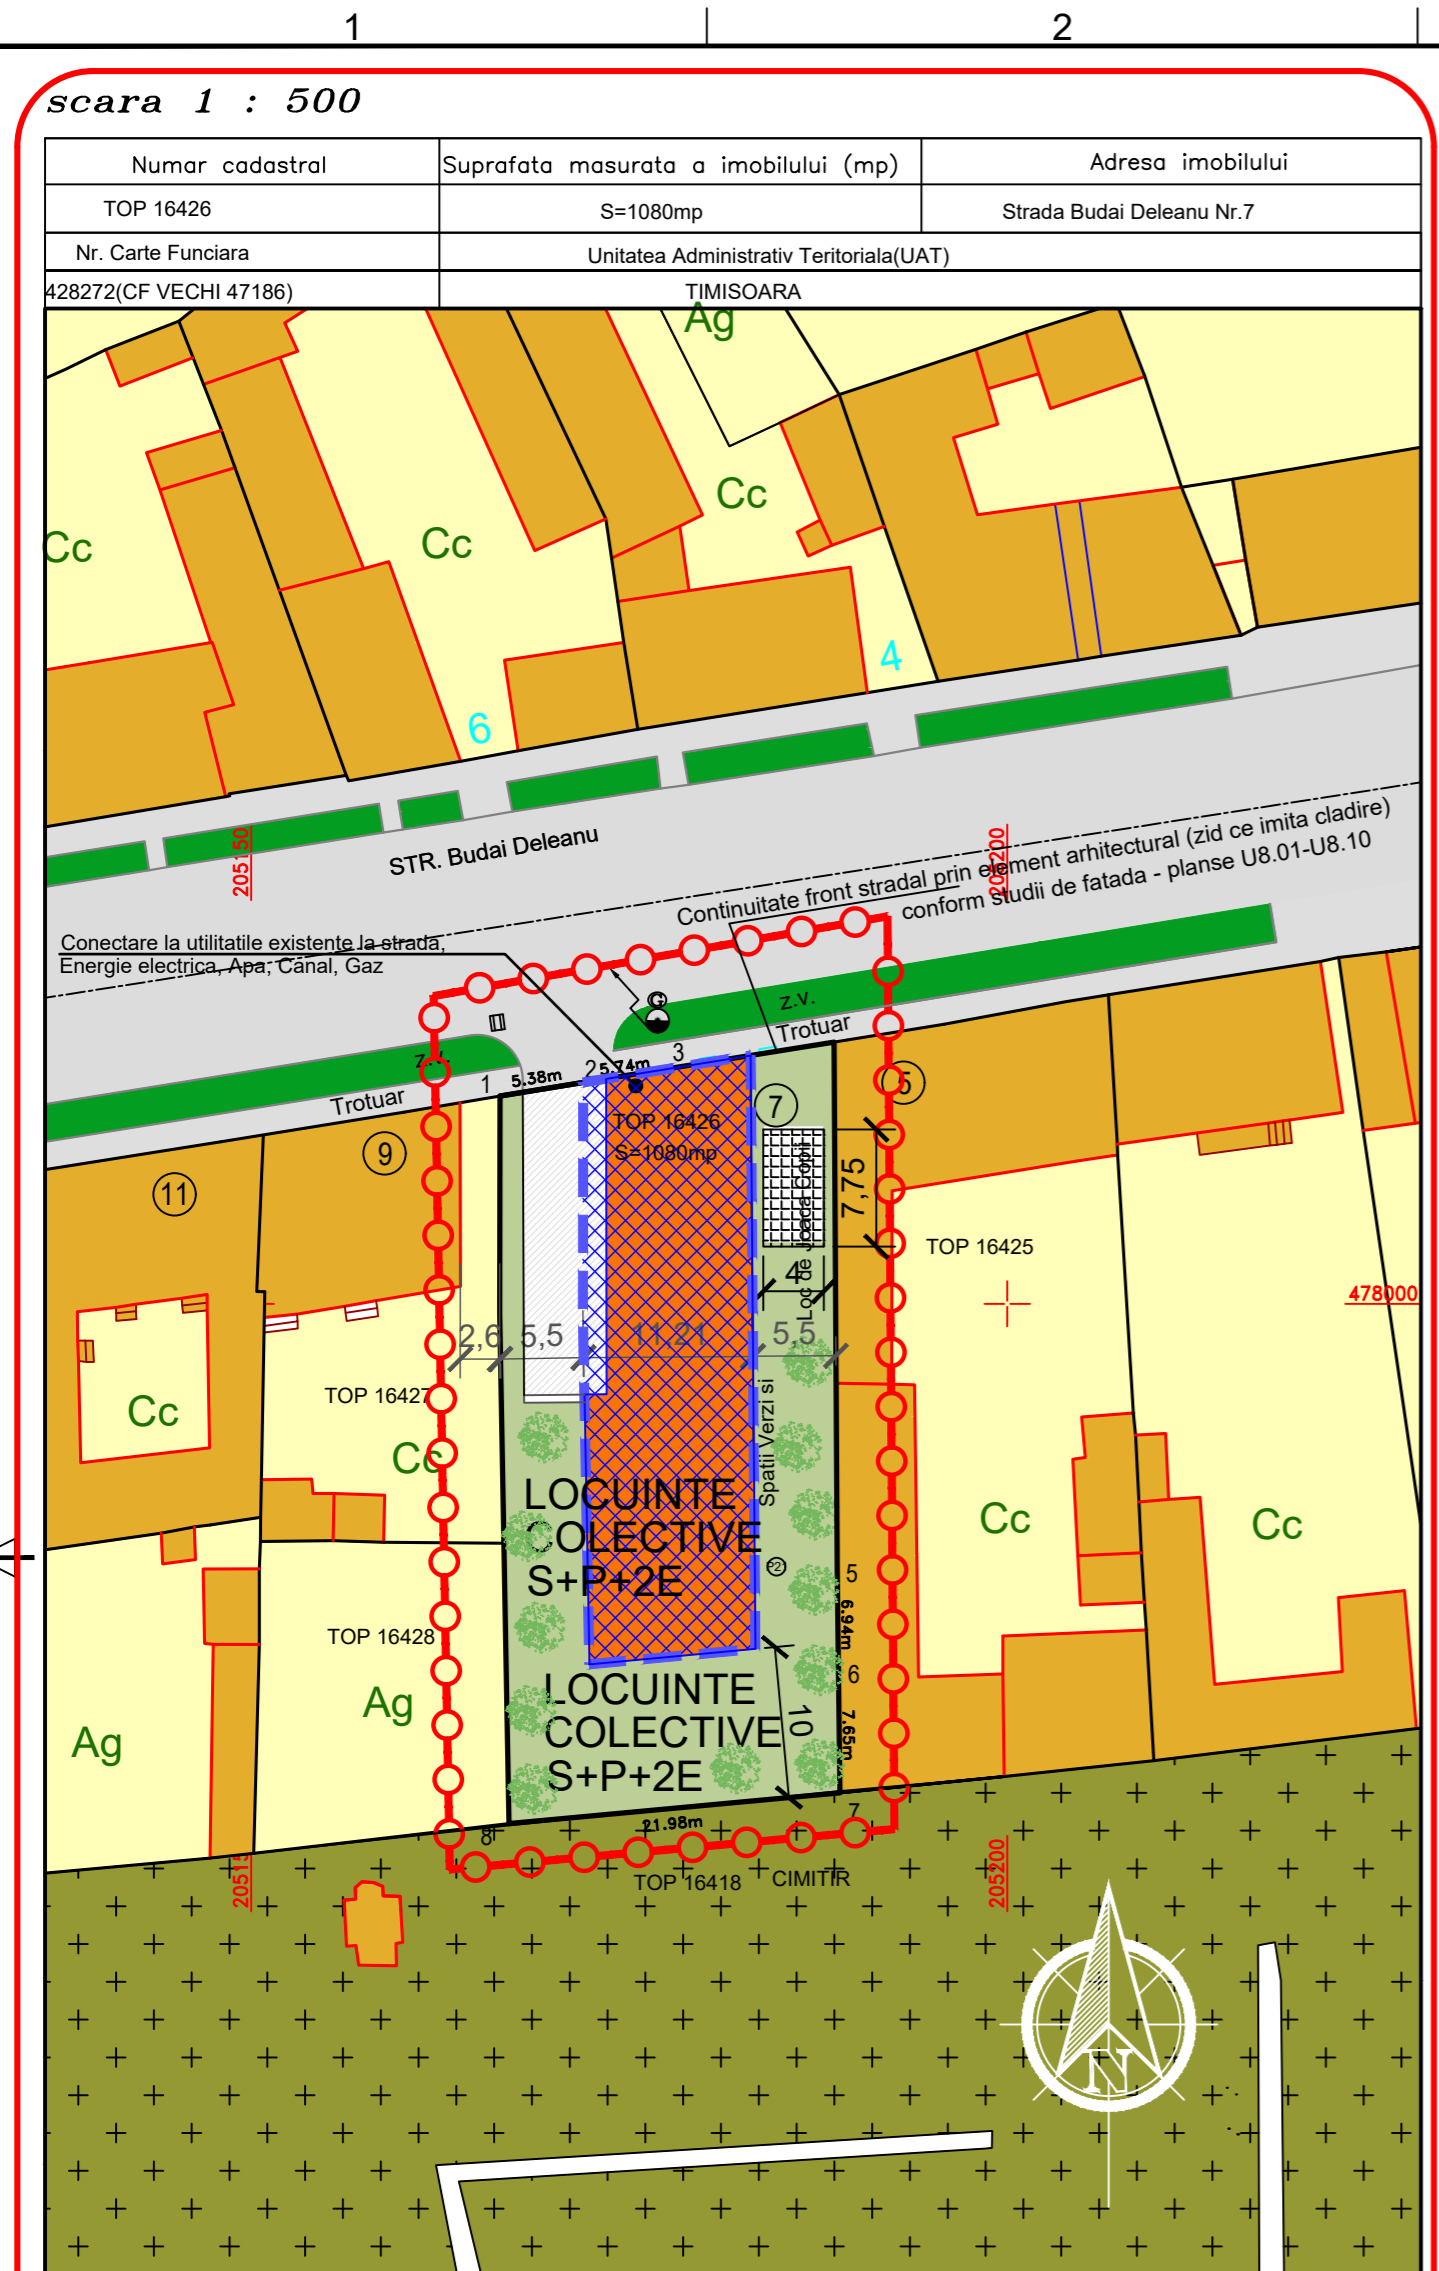 1
2
scara 1 : 500
Numar cadastral
Suprafata masurata a imobilului (mp)
Adresa imobilului
TOP 16426
S=1080mp
Strada Budai Deleanu Nr.7
Nr. Carte Funciara
Unitatea Administrativ Teritoriala(UAT)
428272(CF VECHI 47186)
TIMISOARA
Ag
Cc
Cc
Cc
4
6
205150
STR. Budai Deleanu
205200
Continuitate front stradal prin element arhitectural (zid ce imita cladire)
conform studii de fatada - planse U8.01-U8.10
Conectare la utilitatile existente la strada,
Energie electrica, Apa, Canal, Gaz
G
z.v.
Trotuar
z.v.
Trotuar
1
5.38m
2
5.74m
3
TOP 16426
S=1080mp
7
5
9
11
7,75
4
Loc de Joaca Copii
TOP 16425
478000
2,6
5,5
11.21
5,5
TOP 16427
Cc
Cc
Spatii Verzi si
LOCUINTE
COLECTIVE
S+P+2E
P21
5
6.94m
6
7.65m
Cc
Cc
TOP 16428
Ag
Ag
LOCUINTE
COLECTIVE
S+P+2E
10
8
21.98m
7
TOP 16418
CIMITIR
20515
205200
N